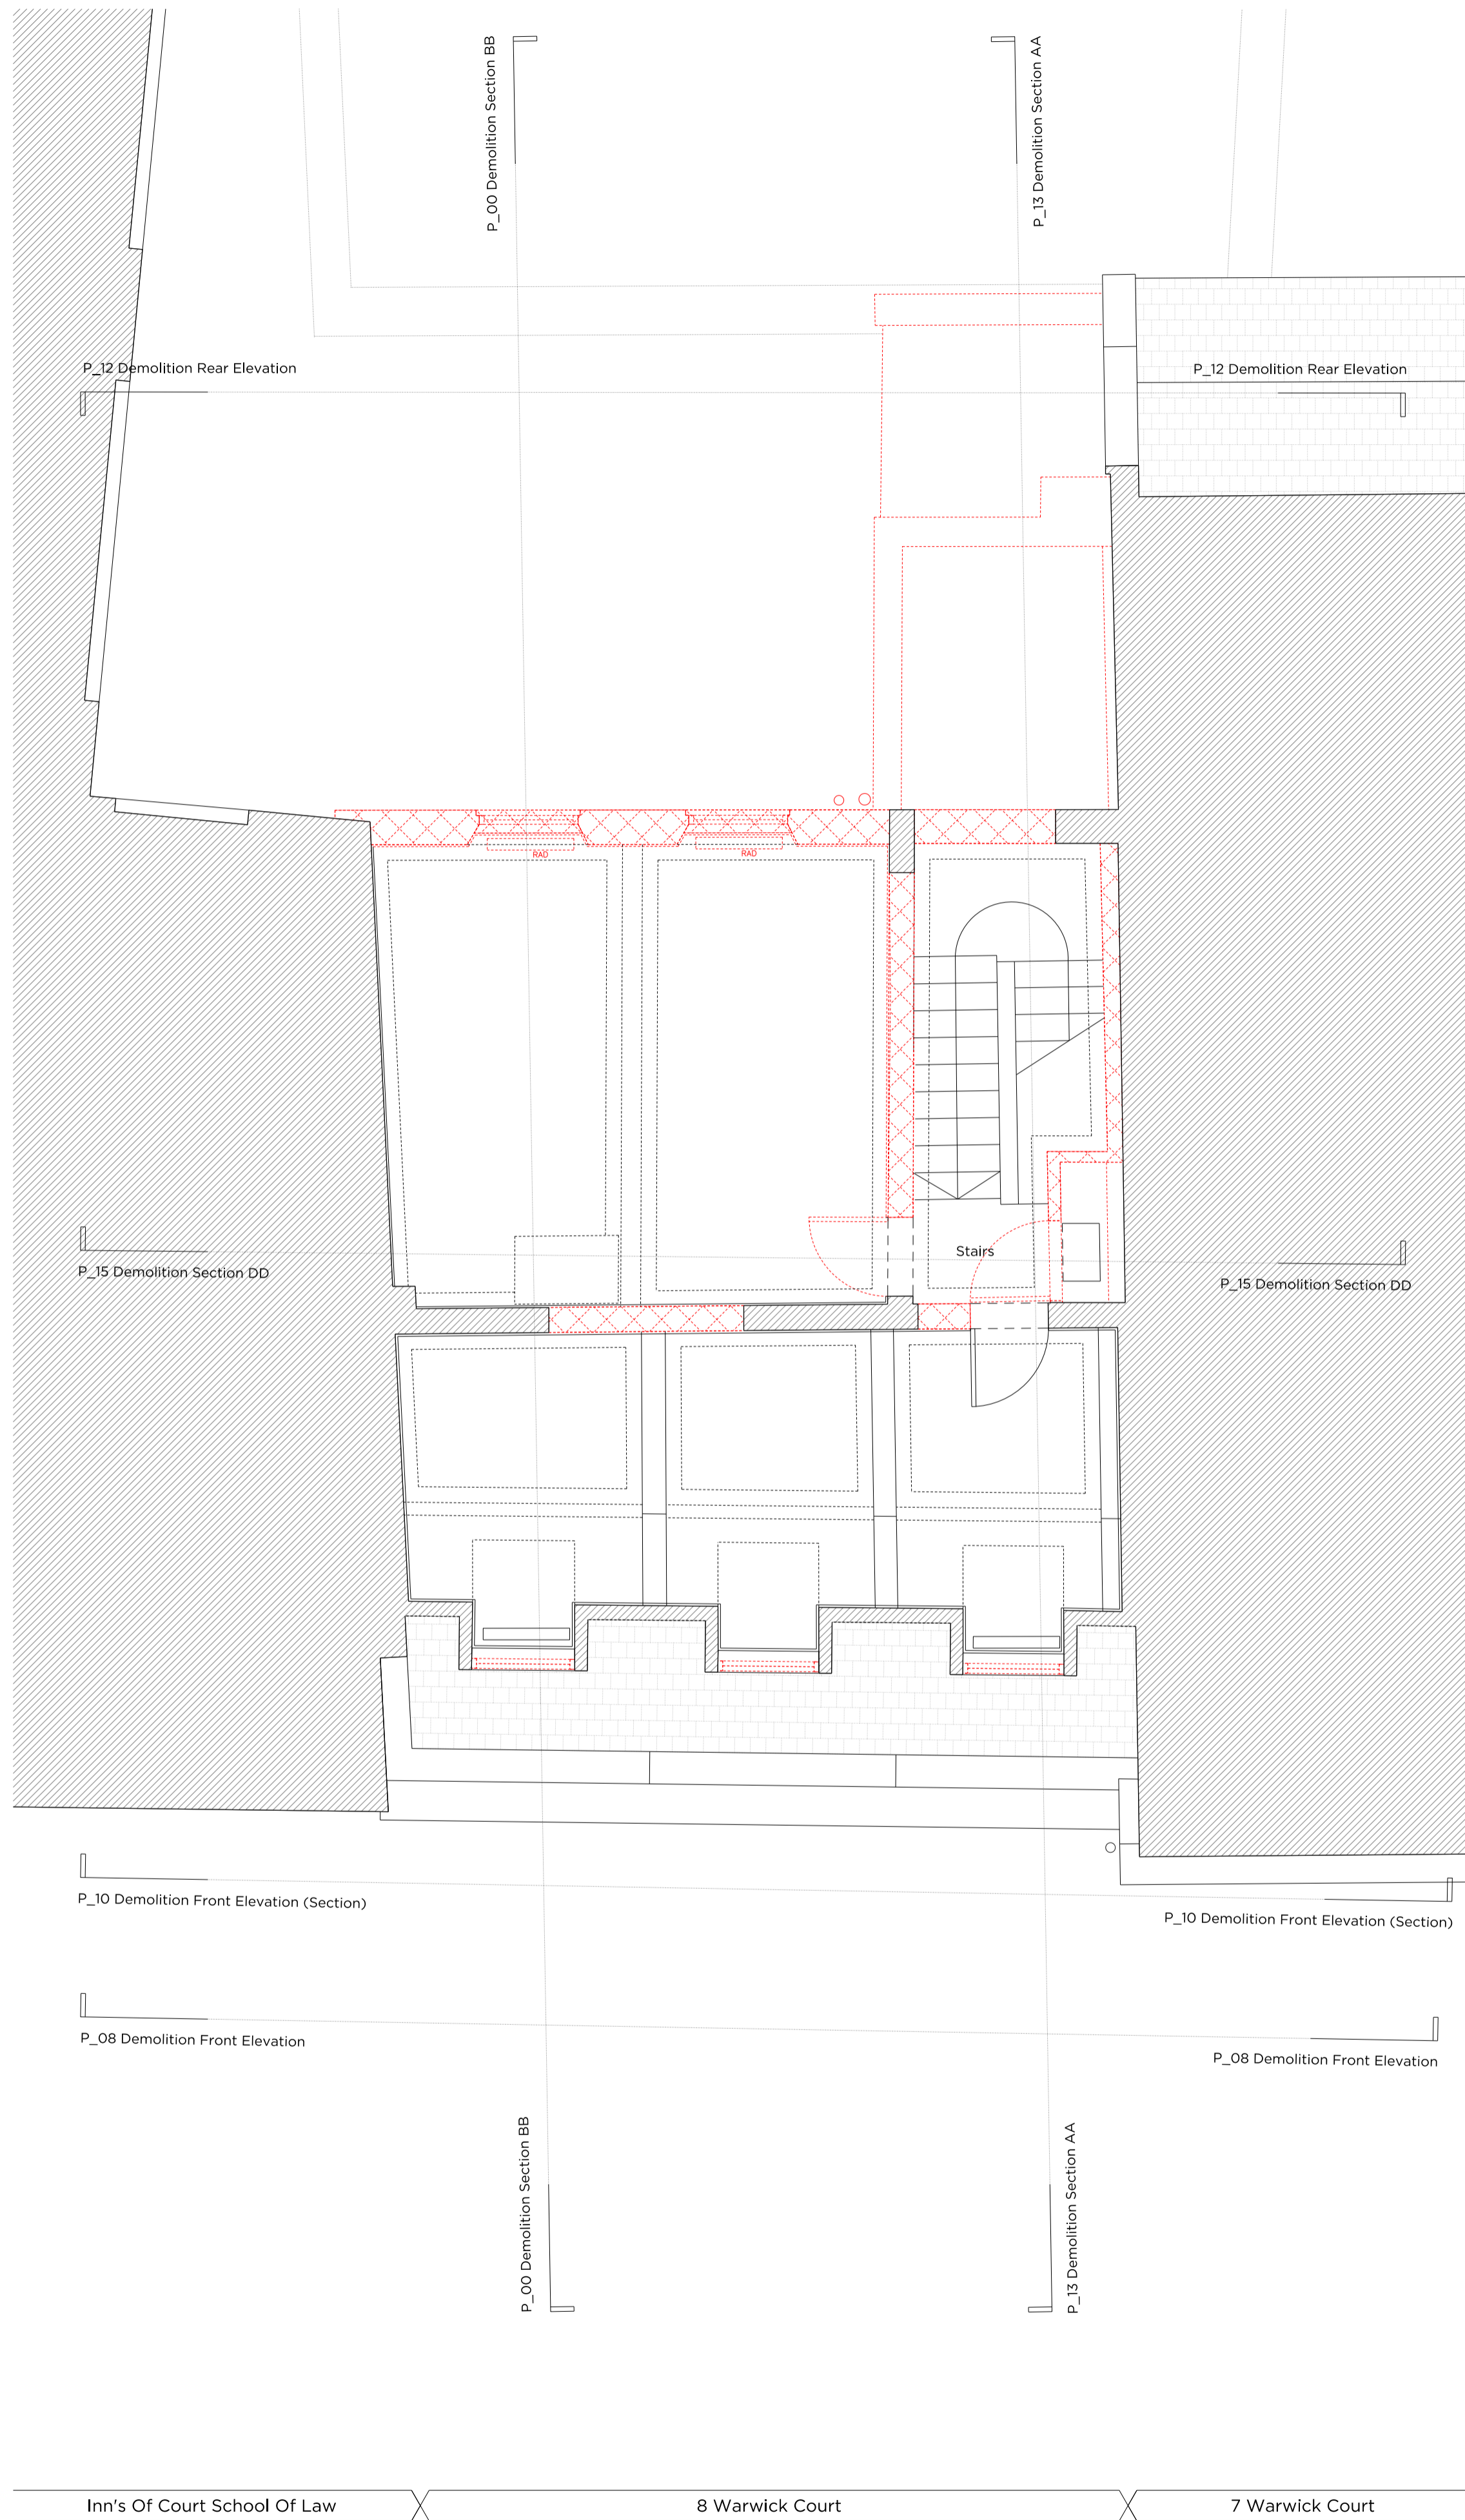 P_00 Demolition Section BB
P_13 Demolition Section AA
P_12 Demolition Rear Elevation
P_12 Demolition Rear Elevation
RAD
RAD
Stairs
P_15 Demolition Section DD
P_15 Demolition Section DD
P_10 Demolition Front Elevation (Section)
P_10 Demolition Front Elevation (Section)
P_08 Demolition Front Elevation
P_08 Demolition Front Elevation
P_00 Demolition Section BB
P_13 Demolition Section AA
Inn's Of Court School Of Law
8 Warwick Court
7 Warwick Court